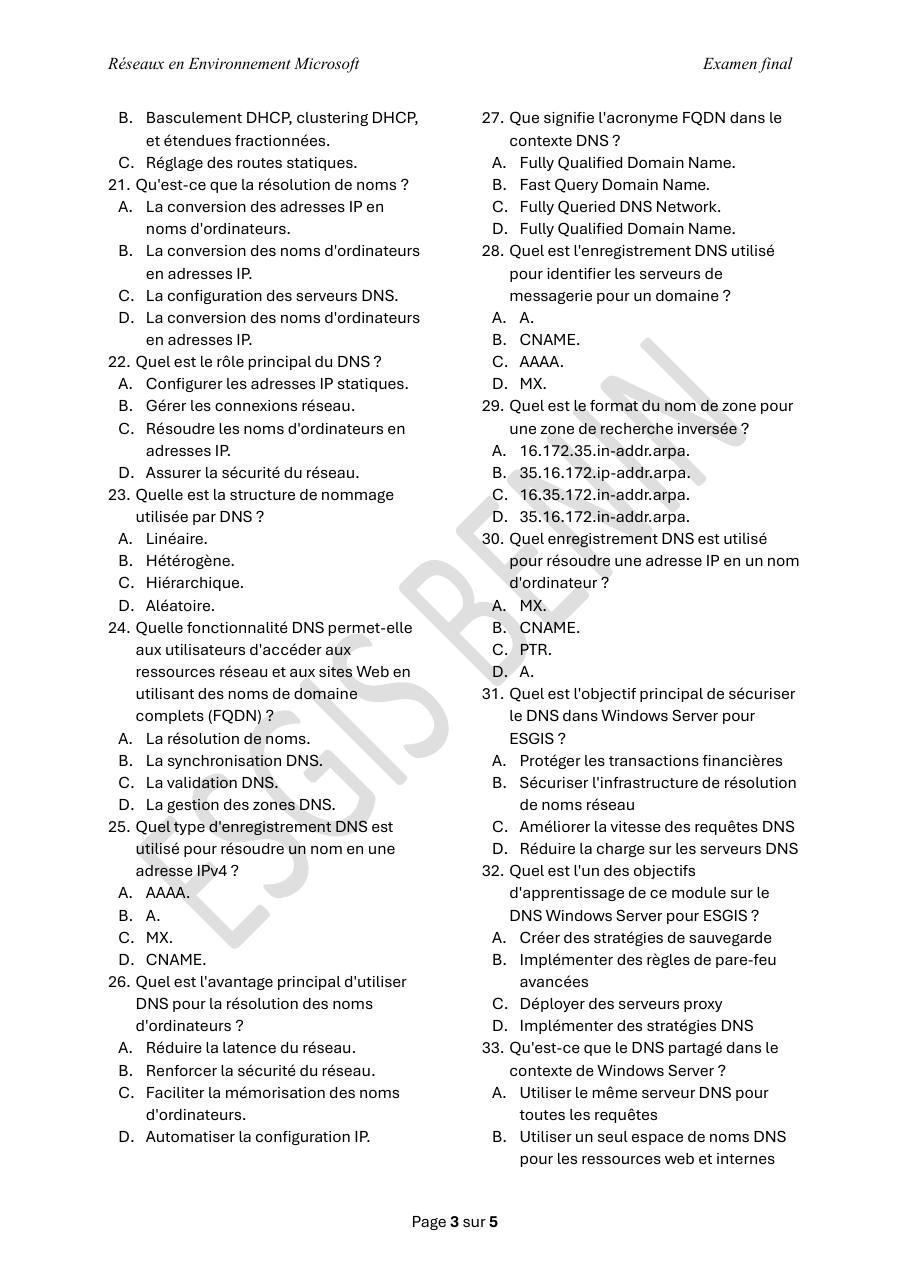 Réseaux en Environnement Microsoft
Examen final
B. Basculement DHCP, clustering DHCP,
et étendues fractionnées.
C. Réglage des routes statiques.
21. Qu'est-ce que la résolution de noms ?
A. La conversion des adresses IP en
noms d'ordinateurs.
B. La conversion des noms d'ordinateurs
en adresses IP.
C. La configuration des serveurs DNS.
D. La conversion des noms d'ordinateurs
en adresses IP.
22. Quel est le rôle principal du DNS ?
A. Configurer les adresses IP statiques.
B. Gérer les connexions réseau.
C. Résoudre les noms d'ordinateurs en
adresses IP.
D. Assurer la sécurité du réseau.
23. Quelle est la structure de nommage
utilisée par DNS ?
A. Linéaire.
B. Hétérogène.
C. Hiérarchique.
D. Aléatoire.
24. Quelle fonctionnalité DNS permet-elle
aux utilisateurs d'accéder aux
ressources réseau et aux sites Web en
utilisant des noms de domaine
complets (FQDN) ?
A. La résolution de noms.
B. La synchronisation DNS.
C. La validation DNS.
D. La gestion des zones DNS.
25. Quel type d'enregistrement DNS est
utilisé pour résoudre un nom en une
adresse IPv4 ?
A. AAAA.
B. A.
C. MX.
D. CNAME.
26. Quel est l'avantage principal d'utiliser
DNS pour la résolution des noms
d'ordinateurs ?
A. Réduire la latence du réseau.
B. Renforcer la sécurité du réseau.
C. Faciliter la mémorisation des noms
d'ordinateurs.
D. Automatiser la configuration IP.
27. Que signifie l'acronyme FQDN dans le
contexte DNS ?
A. Fully Qualified Domain Name.
B. Fast Query Domain Name.
C. Fully Queried DNS Network.
D. Fully Qualified Domain Name.
28. Quel est l'enregistrement DNS utilisé
pour identifier les serveurs de
messagerie pour un domaine ?
A. A.
B. CNAME.
C. AAAA.
D. MX.
29. Quel est le format du nom de zone pour
une zone de recherche inversée ?
A. 16.172.35.in-addr.arpa.
B. 35.16.172.ip-addr.arpa.
C. 16.35.172.in-addr.arpa.
D. 35.16.172.in-addr.arpa.
30. Quel enregistrement DNS est utilisé
pour résoudre une adresse IP en un nom
d'ordinateur ?
A. MX.
B. CNAME.
C. PTR.
D. A.
31. Quel est l'objectif principal de sécuriser
le DNS dans Windows Server pour
ESGIS ?
A. Protéger les transactions financières
B. Sécuriser l'infrastructure de résolution
de noms réseau
C. Améliorer la vitesse des requêtes DNS
D. Réduire la charge sur les serveurs DNS
32. Quel est l'un des objectifs
d'apprentissage de ce module sur le
DNS Windows Server pour ESGIS ?
A. Créer des stratégies de sauvegarde
B. Implémenter des règles de pare-feu
avancées
C. Déployer des serveurs proxy
D. Implémenter des stratégies DNS
33. Qu'est-ce que le DNS partagé dans le
contexte de Windows Server ?
A. Utiliser le même serveur DNS pour
toutes les requêtes
B. Utiliser un seul espace de noms DNS
pour les ressources web et internes
ESGIS BENIN
Page 3 sur 5